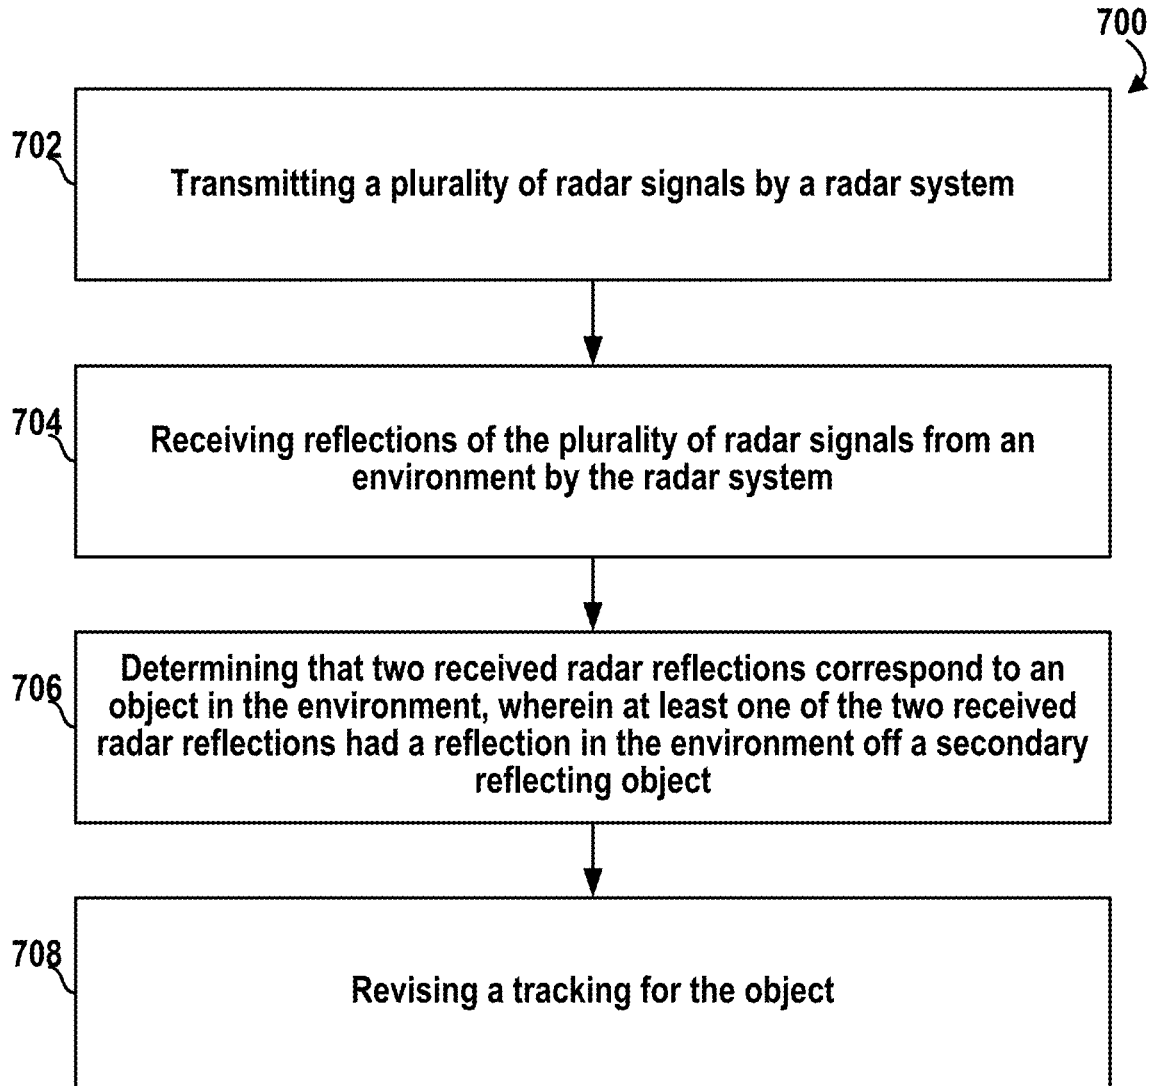 700
702
Transmitting a plurality of radar signals by a radar system
704
Receiving reflections of the plurality of radar signals from an
environment by the radar system
706
Determining that two received radar reflections correspond to an
object in the environment, wherein at least one of the two received
radar reflections had a reflection in the environment off a secondary
reflecting object
708
Revising a tracking for the object